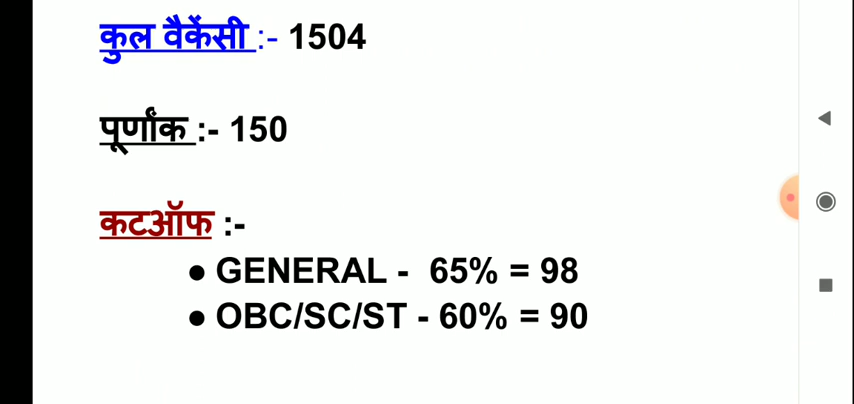 कुल वैकेंसी :- 1504
पूर्णांक :- 150
कटऑफ :-
● GENERAL - 65% = 98
● OBC/SC/ST - 60% = 90